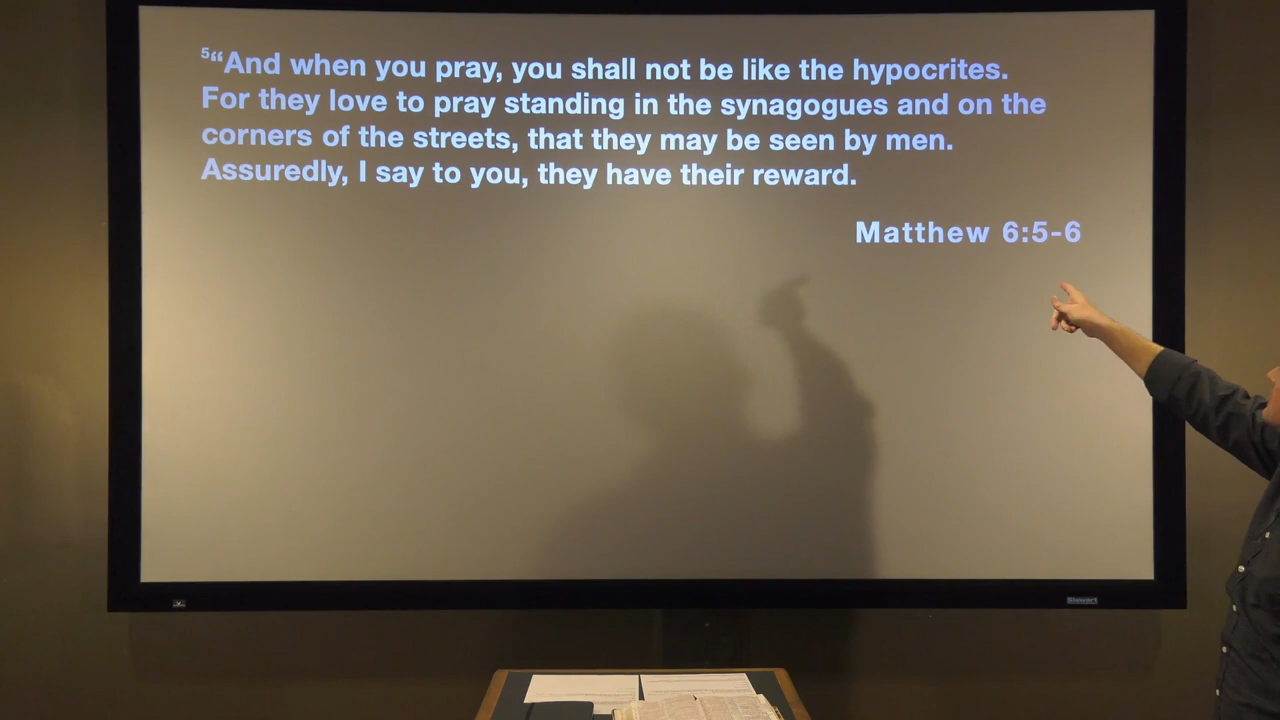 ⁵“And when you pray, you shall not be like the hypocrites.
For they love to pray standing in the synagogues and on the
corners of the streets, that they may be seen by men.
Assuredly, I say to you, they have their reward.
Matthew 6:5-6
Stewart